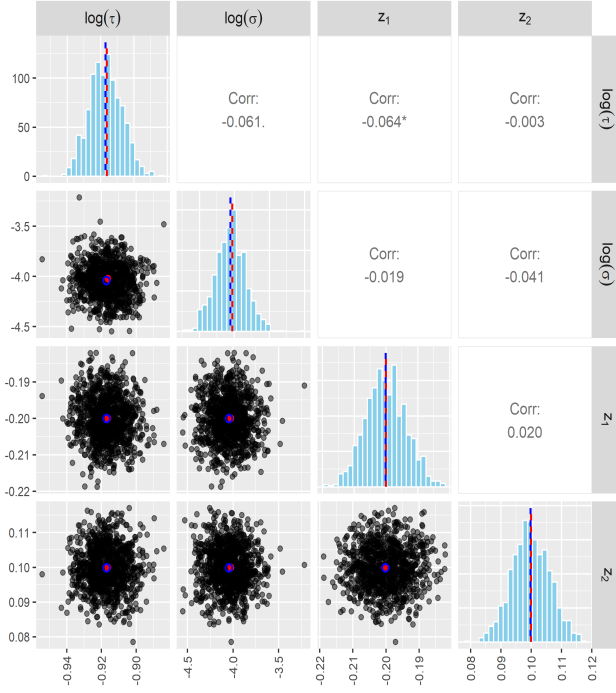 log(τ) log(σ) z₁ z₂
100
50
0
Corr: Corr: Corr:
-0.061. -0.064* -0.003
log(τ)
-3.5
-4.0
-4.5
Corr: Corr:
-0.019 -0.041
log(σ)
-0.19
-0.20
-0.21
-0.22
Corr:
0.020
z₁
0.11
0.10
0.09
0.08
z₂
-0.94 -0.92 -0.90 -4.5 -4.0 -3.5 -0.22 -0.21 -0.20 -0.19 0.08 0.09 0.10 0.11 0.12